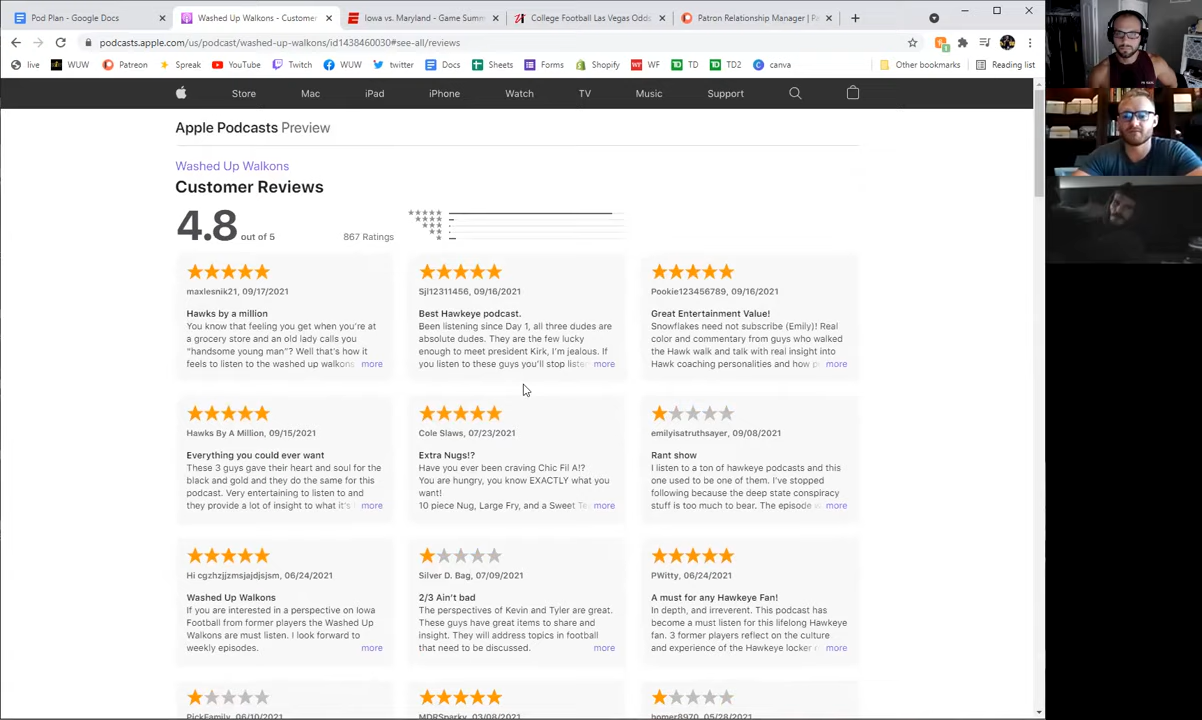 Pod Plan - Google Docs
Washed Up Walkons - Customer
Iowa vs. Maryland - Game Summ
College Football Las Vegas Odds
Patron Relationship Manager | Pa
podcasts.apple.com/us/podcast/washed-up-walkons/id1438460030#see-all/reviews
live WUW Patreon Spreak YouTube Twitch WUW twitter Docs Sheets Forms Shopify WF TD TD2 canva Other bookmarks Reading list
Store Mac iPad iPhone Watch TV Music Support
Apple Podcasts Preview
Washed Up Walkons
Customer Reviews
4.8 out of 5 867 Ratings
maxlesnik21, 09/17/2021
Hawks by a million
You know that feeling you get when you're at
a grocery store and an old lady calls you
"handsome young man"? Well that's how it
feels to listen to the washed up walkons more
Sjl12311456, 09/16/2021
Best Hawkeye podcast.
Been listening since Day 1, all three dudes are
absolute dudes. They are the few lucky
enough to meet president Kirk, I'm jealous. If
you listen to these guys you'll stop liste more
Pookie123456789, 09/16/2021
Great Entertainment Value!
Snowflakes need not subscribe (Emily)! Real
color and commentary from guys who walked
the Hawk walk and talk with real insight into
Hawk coaching personalities and how p more
Hawks By A Million, 09/15/2021
Everything you could ever want
These 3 guys gave their heart and soul for the
black and gold and they do the same for this
podcast. Very entertaining to listen to and
they provide a lot of insight to what it's more
Cole Slaws, 07/23/2021
Extra Nugs!?
Have you ever been craving Chic Fil A!?
You are hungry, you know EXACTLY what you
want!
10 piece Nug, Large Fry, and a Sweet Te more
emilyisatruthsayer, 09/08/2021
Rant show
I listen to a ton of hawkeye podcasts and this
one used to be one of them. I've stopped
following because the deep state conspiracy
stuff is too much to bear. The episode w more
Hi cgzhzjjzmsjajdjsjsm, 06/24/2021
Washed Up Walkons
If you are interested in a perspective on Iowa
Football from former players the Washed Up
Walkons are must listen. I look forward to
weekly episodes. more
Silver D. Bag, 07/09/2021
2/3 Ain't bad
The perspectives of Kevin and Tyler are great.
These guys have great items to share and
insight. They will address topics in football
that need to be discussed. more
PWitty, 06/24/2021
A must for any Hawkeye Fan!
In depth, and irreverent. This podcast has
become a must listen for this lifelong Hawkeye
fan. 3 former players reflect on the culture
and experience of the Hawkeye locker r more
PickFamily, 06/10/2021
MDRSparky, 03/08/2021
homer8970, 05/28/2021